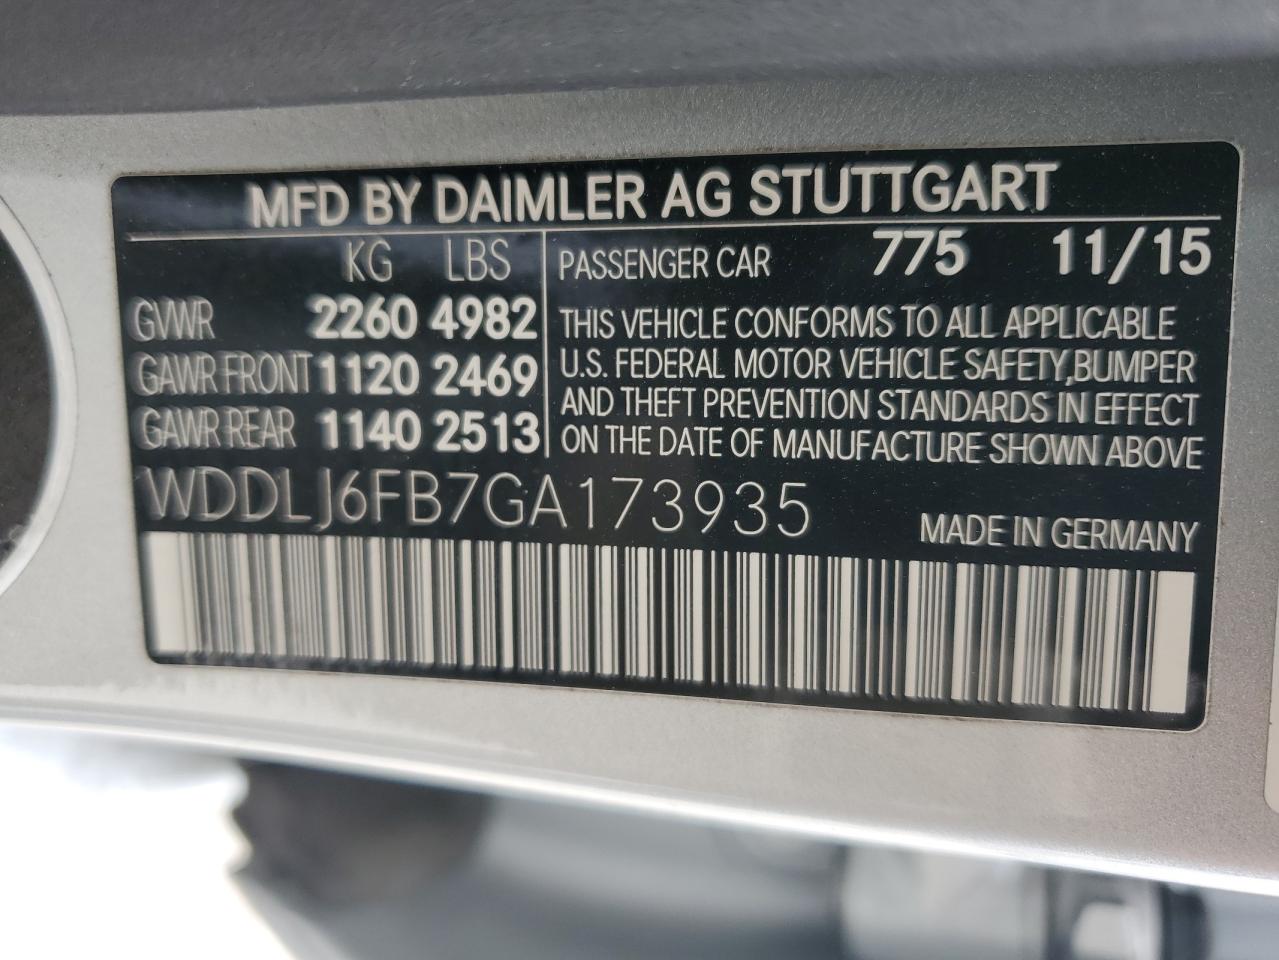 MFD BY DAIMLER AG STUTTGART
KG LBS
GVWR 2260 4982
GAWR FRONT 1120 2469
GAWR REAR 1140 2513
PASSENGER CAR 775 11/15
THIS VEHICLE CONFORMS TO ALL APPLICABLE
U.S. FEDERAL MOTOR VEHICLE SAFETY,BUMPER
AND THEFT PREVENTION STANDARDS IN EFFECT
ON THE DATE OF MANUFACTURE SHOWN ABOVE
WDDLJ6FB7GA173935
MADE IN GERMANY